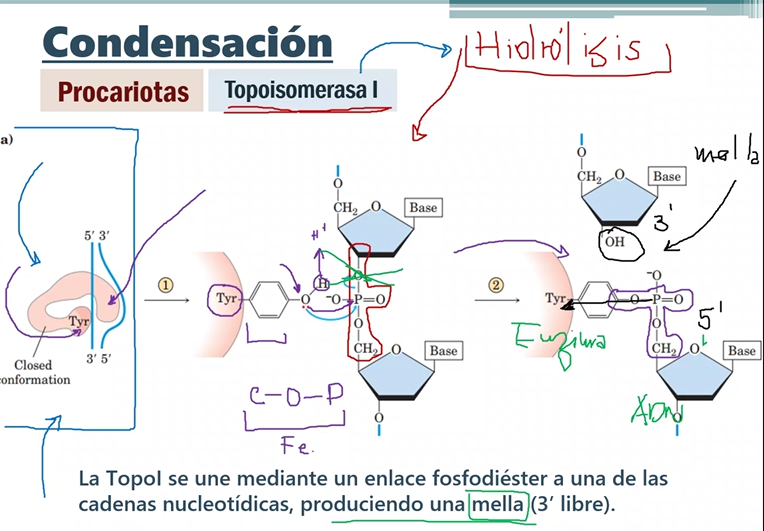 Condensación
Hidrólisis
Procariotas
Topoisomerasa I
a)
5' 3'
Tyr
3' 5'
Closed
conformation
1
O
CH₂ O Base
H⁺
Tyr O H O
⁻O P=O
O
CH₂ O Base
O
C-O-P
Fe.
2
mella
O
CH₂ O Base
3'
OH
⁻O
Tyr O P=O
O
5'
CH₂ O Base
Enzima
ADN
O
La TopoI se une mediante un enlace fosfodiéster a una de las
cadenas nucleotídicas, produciendo una mella (3' libre).